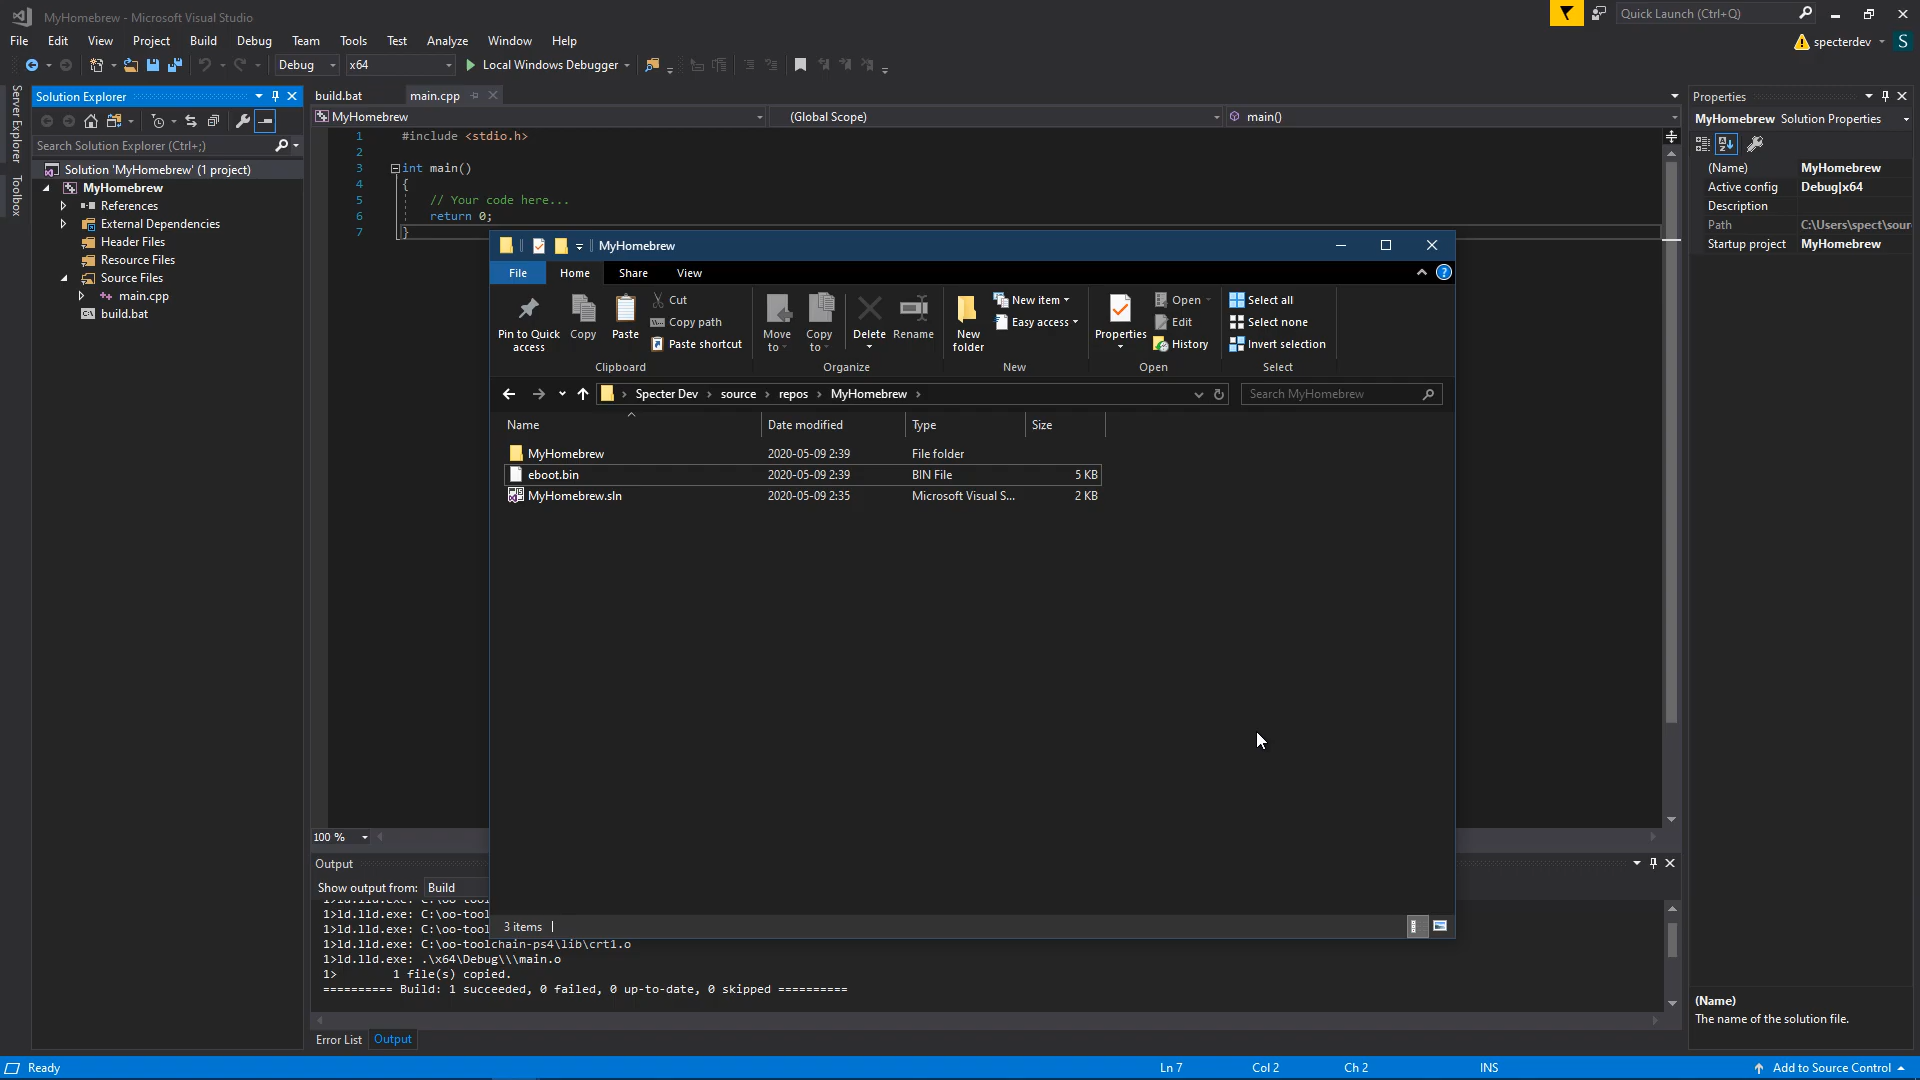 MyHomebrew - Microsoft Visual Studio
Quick Launch (Ctrl+Q)
File Edit View Project Build Debug Team Tools Test Analyze Window Help
specterdev S
Debug x64 Local Windows Debugger
Server Explorer
Toolbox
Solution Explorer
Search Solution Explorer (Ctrl+;)
Solution 'MyHomebrew' (1 project)
MyHomebrew
References
External Dependencies
Header Files
Resource Files
Source Files
main.cpp
build.bat
build.bat main.cpp
MyHomebrew (Global Scope) main()
1 #include <stdio.h>
2
3 int main()
4 {
5 // Your code here...
6 return 0;
7 }
MyHomebrew
File Home Share View
Pin to Quick access
Copy
Paste
Cut
Copy path
Paste shortcut
Clipboard
Move to
Copy to
Delete
Rename
Organize
New folder
New item
Easy access
New
Properties
Open
Edit
History
Open
Select all
Select none
Invert selection
Select
Specter Dev › source › repos › MyHomebrew ›
Search MyHomebrew
Name Date modified Type Size
MyHomebrew 2020-05-09 2:39 File folder
eboot.bin 2020-05-09 2:39 BIN File 5 KB
MyHomebrew.sln 2020-05-09 2:35 Microsoft Visual S... 2 KB
3 items
Output
Show output from: Build
1>ld.lld.exe: C:\oo-tool
1>ld.lld.exe: C:\oo-tool
1>ld.lld.exe: C:\oo-toolchain-ps4\lib\crt1.o
1>ld.lld.exe: .\x64\Debug\\\main.o
1> 1 file(s) copied.
========== Build: 1 succeeded, 0 failed, 0 up-to-date, 0 skipped ==========
100 %
Error List Output
Properties
MyHomebrew Solution Properties
(Name) MyHomebrew
Active config Debug|x64
Description
Path C:\Users\spect\sour
Startup project MyHomebrew
(Name)
The name of the solution file.
Ready Ln 7 Col 2 Ch 2 INS Add to Source Control